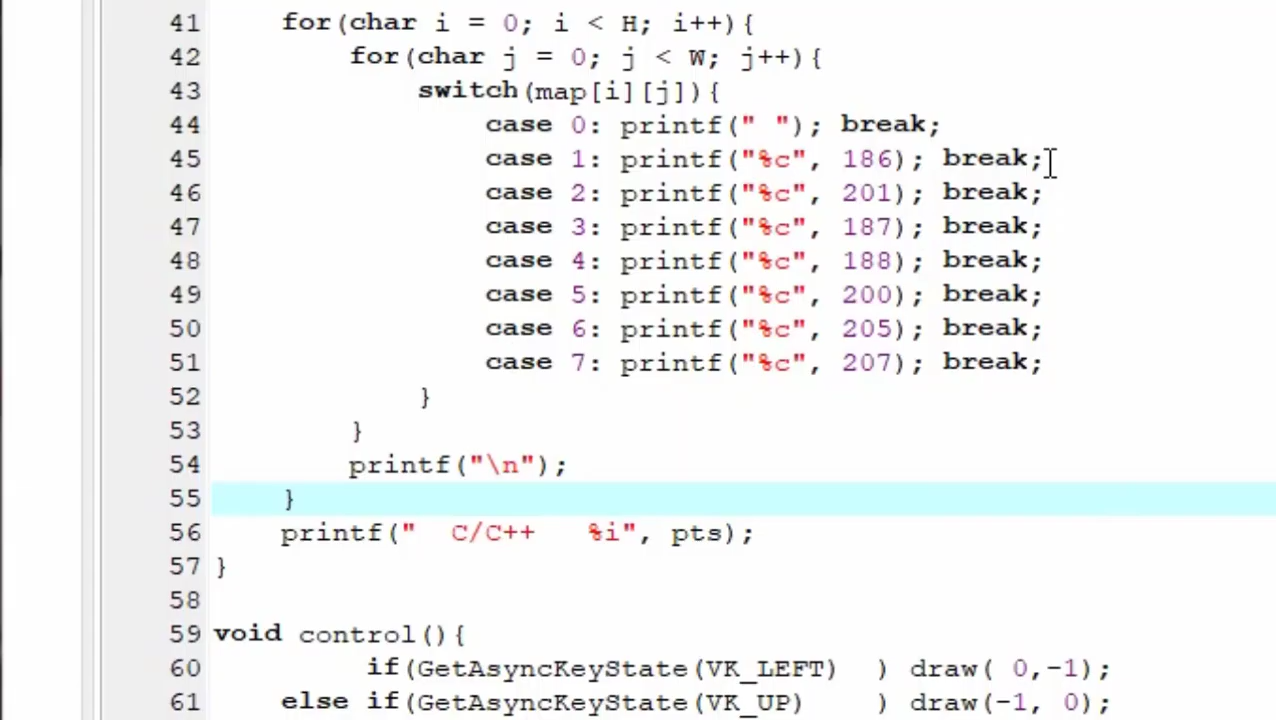 41 for(char i = 0; i < H; i++){
42 for(char j = 0; j < W; j++){
43 switch(map[i][j]){
44 case 0: printf(" "); break;
45 case 1: printf("%c", 186); break;
46 case 2: printf("%c", 201); break;
47 case 3: printf("%c", 187); break;
48 case 4: printf("%c", 188); break;
49 case 5: printf("%c", 200); break;
50 case 6: printf("%c", 205); break;
51 case 7: printf("%c", 207); break;
52 }
53 }
54 printf("\n");
55 }
56 printf("  C/C++   %i", pts);
57 }
58
59 void control(){
60 if(GetAsyncKeyState(VK_LEFT)  ) draw( 0,-1);
61 else if(GetAsyncKeyState(VK_UP)    ) draw(-1, 0);